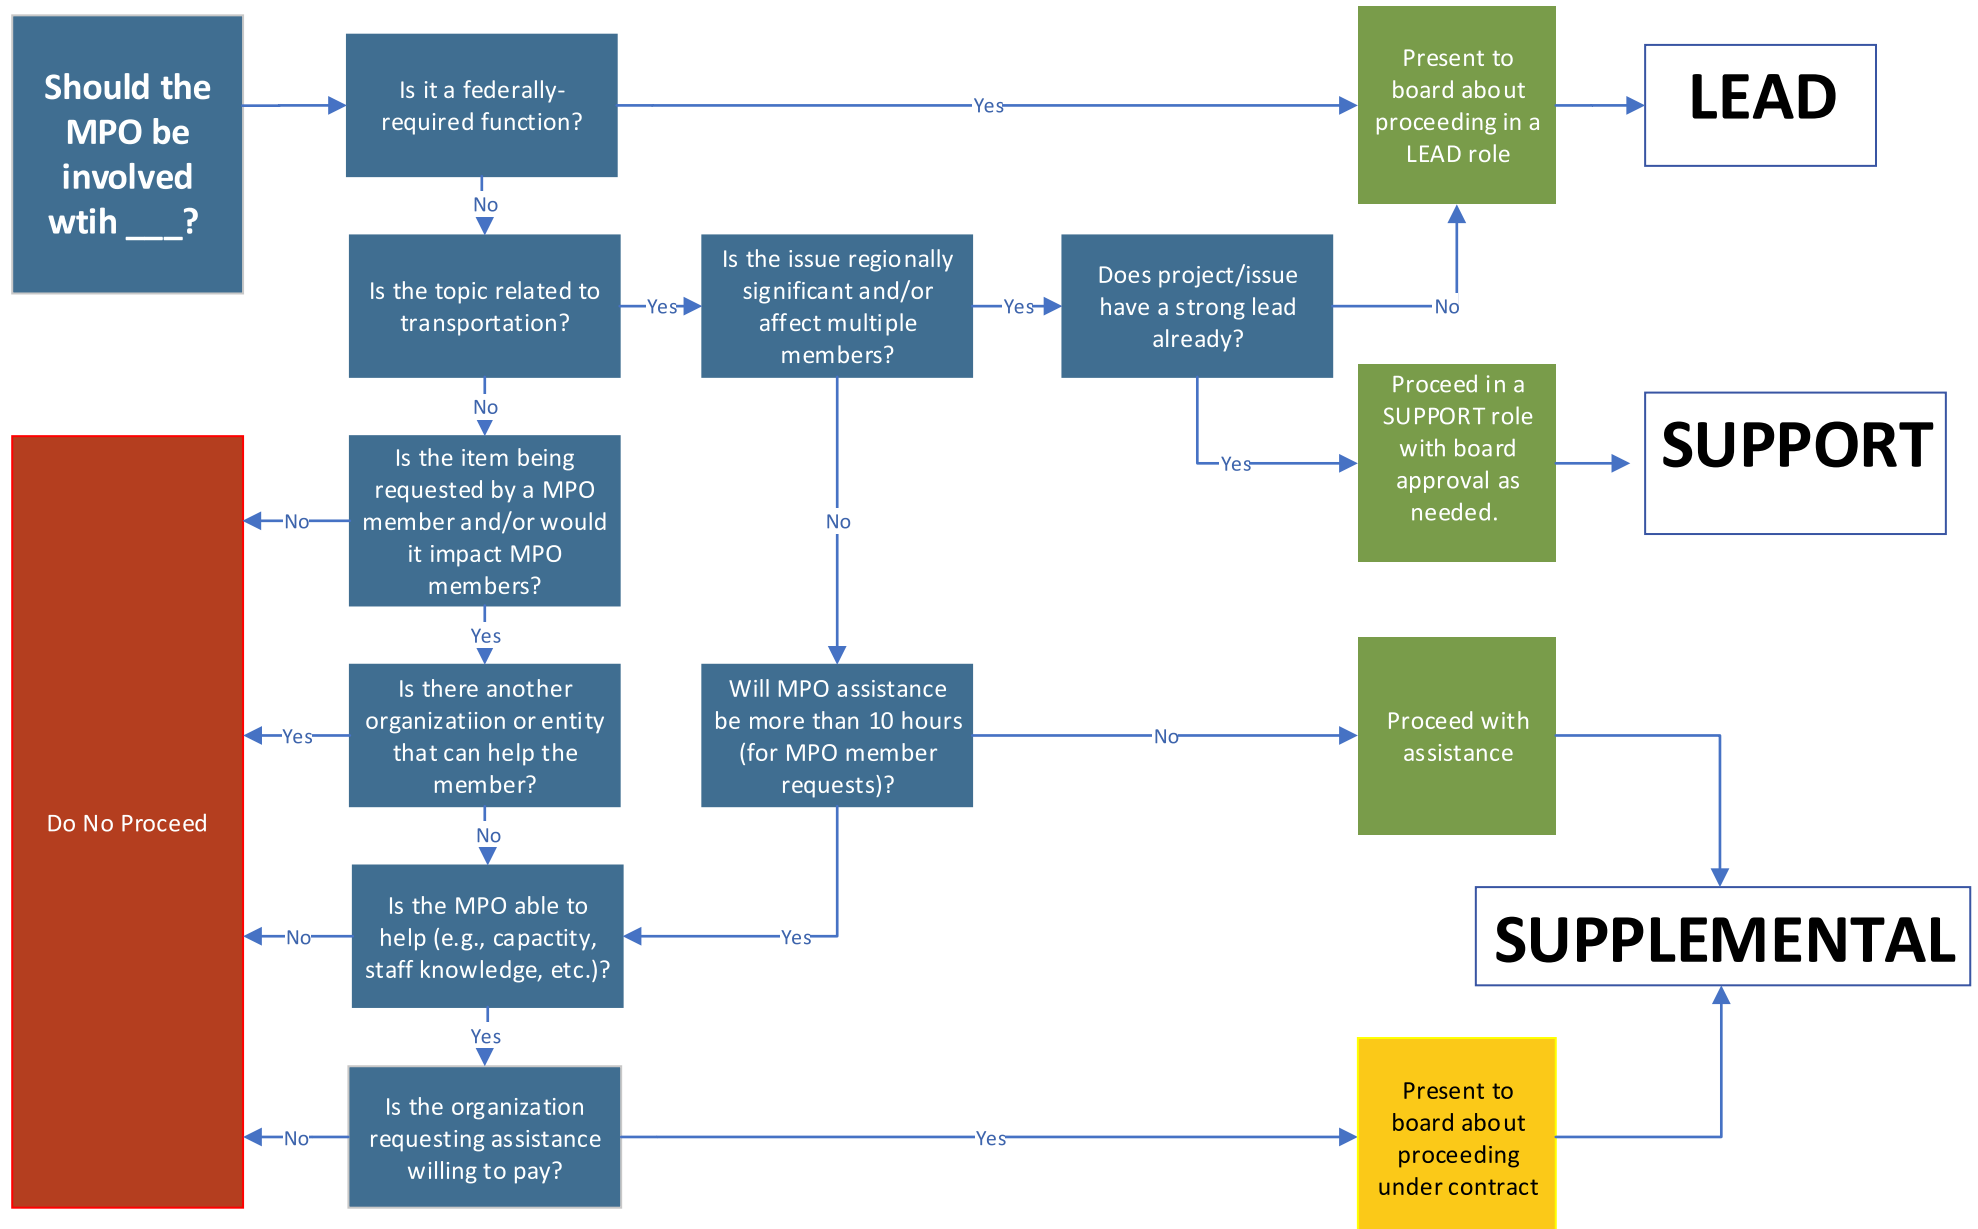 Should the
MPO be
involved
wtih ___?
Is it a federally-
required function?
Yes
Present to
board about
proceeding in a
LEAD role
LEAD
No
Is the topic related to
transportation?
Yes
Is the issue regionally
significant and/or
affect multiple
members?
Yes
Does project/issue
have a strong lead
already?
No
No
Yes
Proceed in a
SUPPORT role
with board
approval as
needed.
SUPPORT
Is the item being
requested by a MPO
member and/or would
it impact MPO
members?
No
No
Yes
Is there another
organizatiion or entity
that can help the
member?
Yes
Will MPO assistance
be more than 10 hours
(for MPO member
requests)?
No
Proceed with
assistance
Do No Proceed
No
Is the MPO able to
help (e.g., capactity,
staff knowledge, etc.)?
No
Yes
SUPPLEMENTAL
Yes
Is the organization
requesting assistance
willing to pay?
No
Yes
Present to
board about
proceeding
under contract